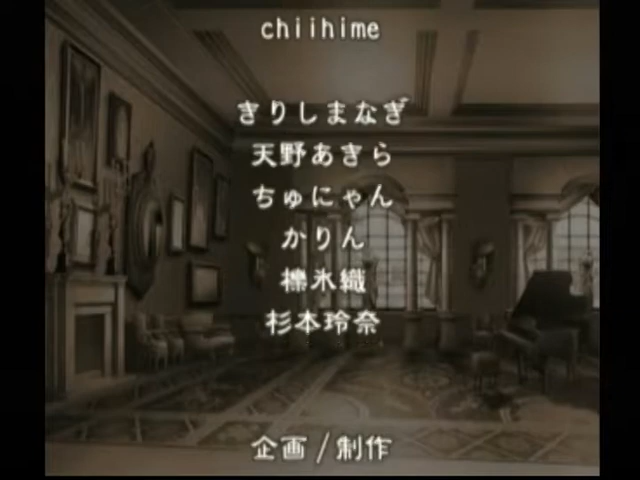 chiihime
きりしまなぎ
天野あきら
ちゅにゃん
かりん
檪氷織
杉本玲奈
企画/制作